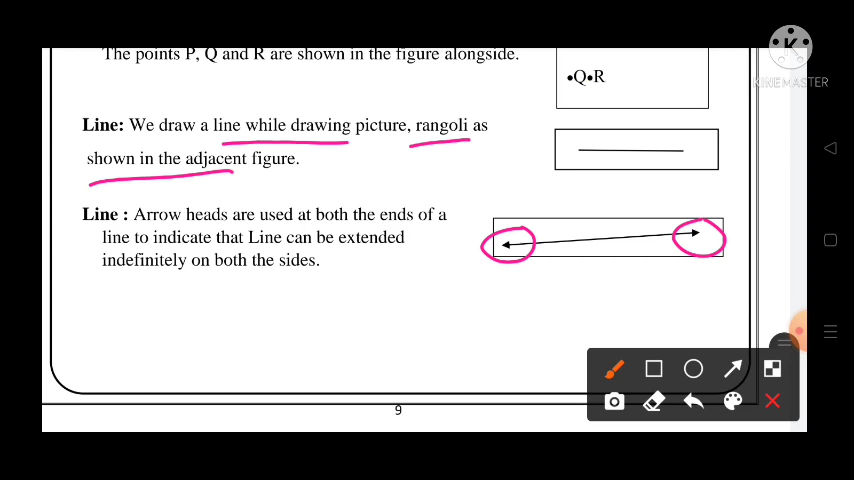 The points P, Q and R are shown in the figure alongside.
•Q•R
K
KINEMASTER
Line: We draw a line while drawing picture, rangoli as
shown in the adjacent figure.
Line : Arrow heads are used at both the ends of a
line to indicate that Line can be extended
indefinitely on both the sides.
9